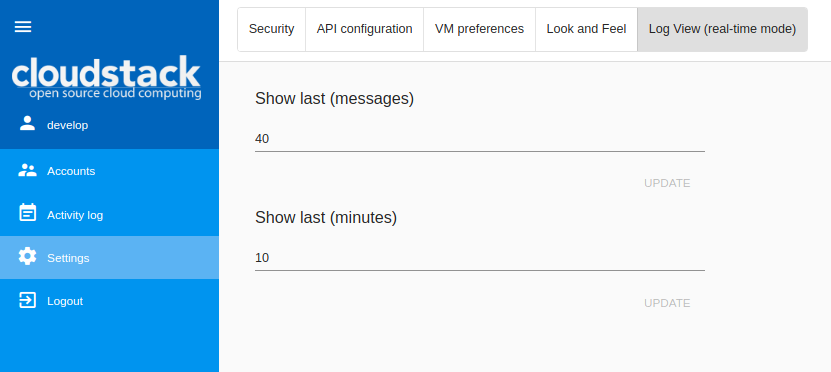 cloudstack
open source cloud computing
develop
Accounts
Activity log
Settings
Logout
Security API configuration VM preferences Look and Feel Log View (real-time mode)
Show last (messages)
40
UPDATE
Show last (minutes)
10
UPDATE